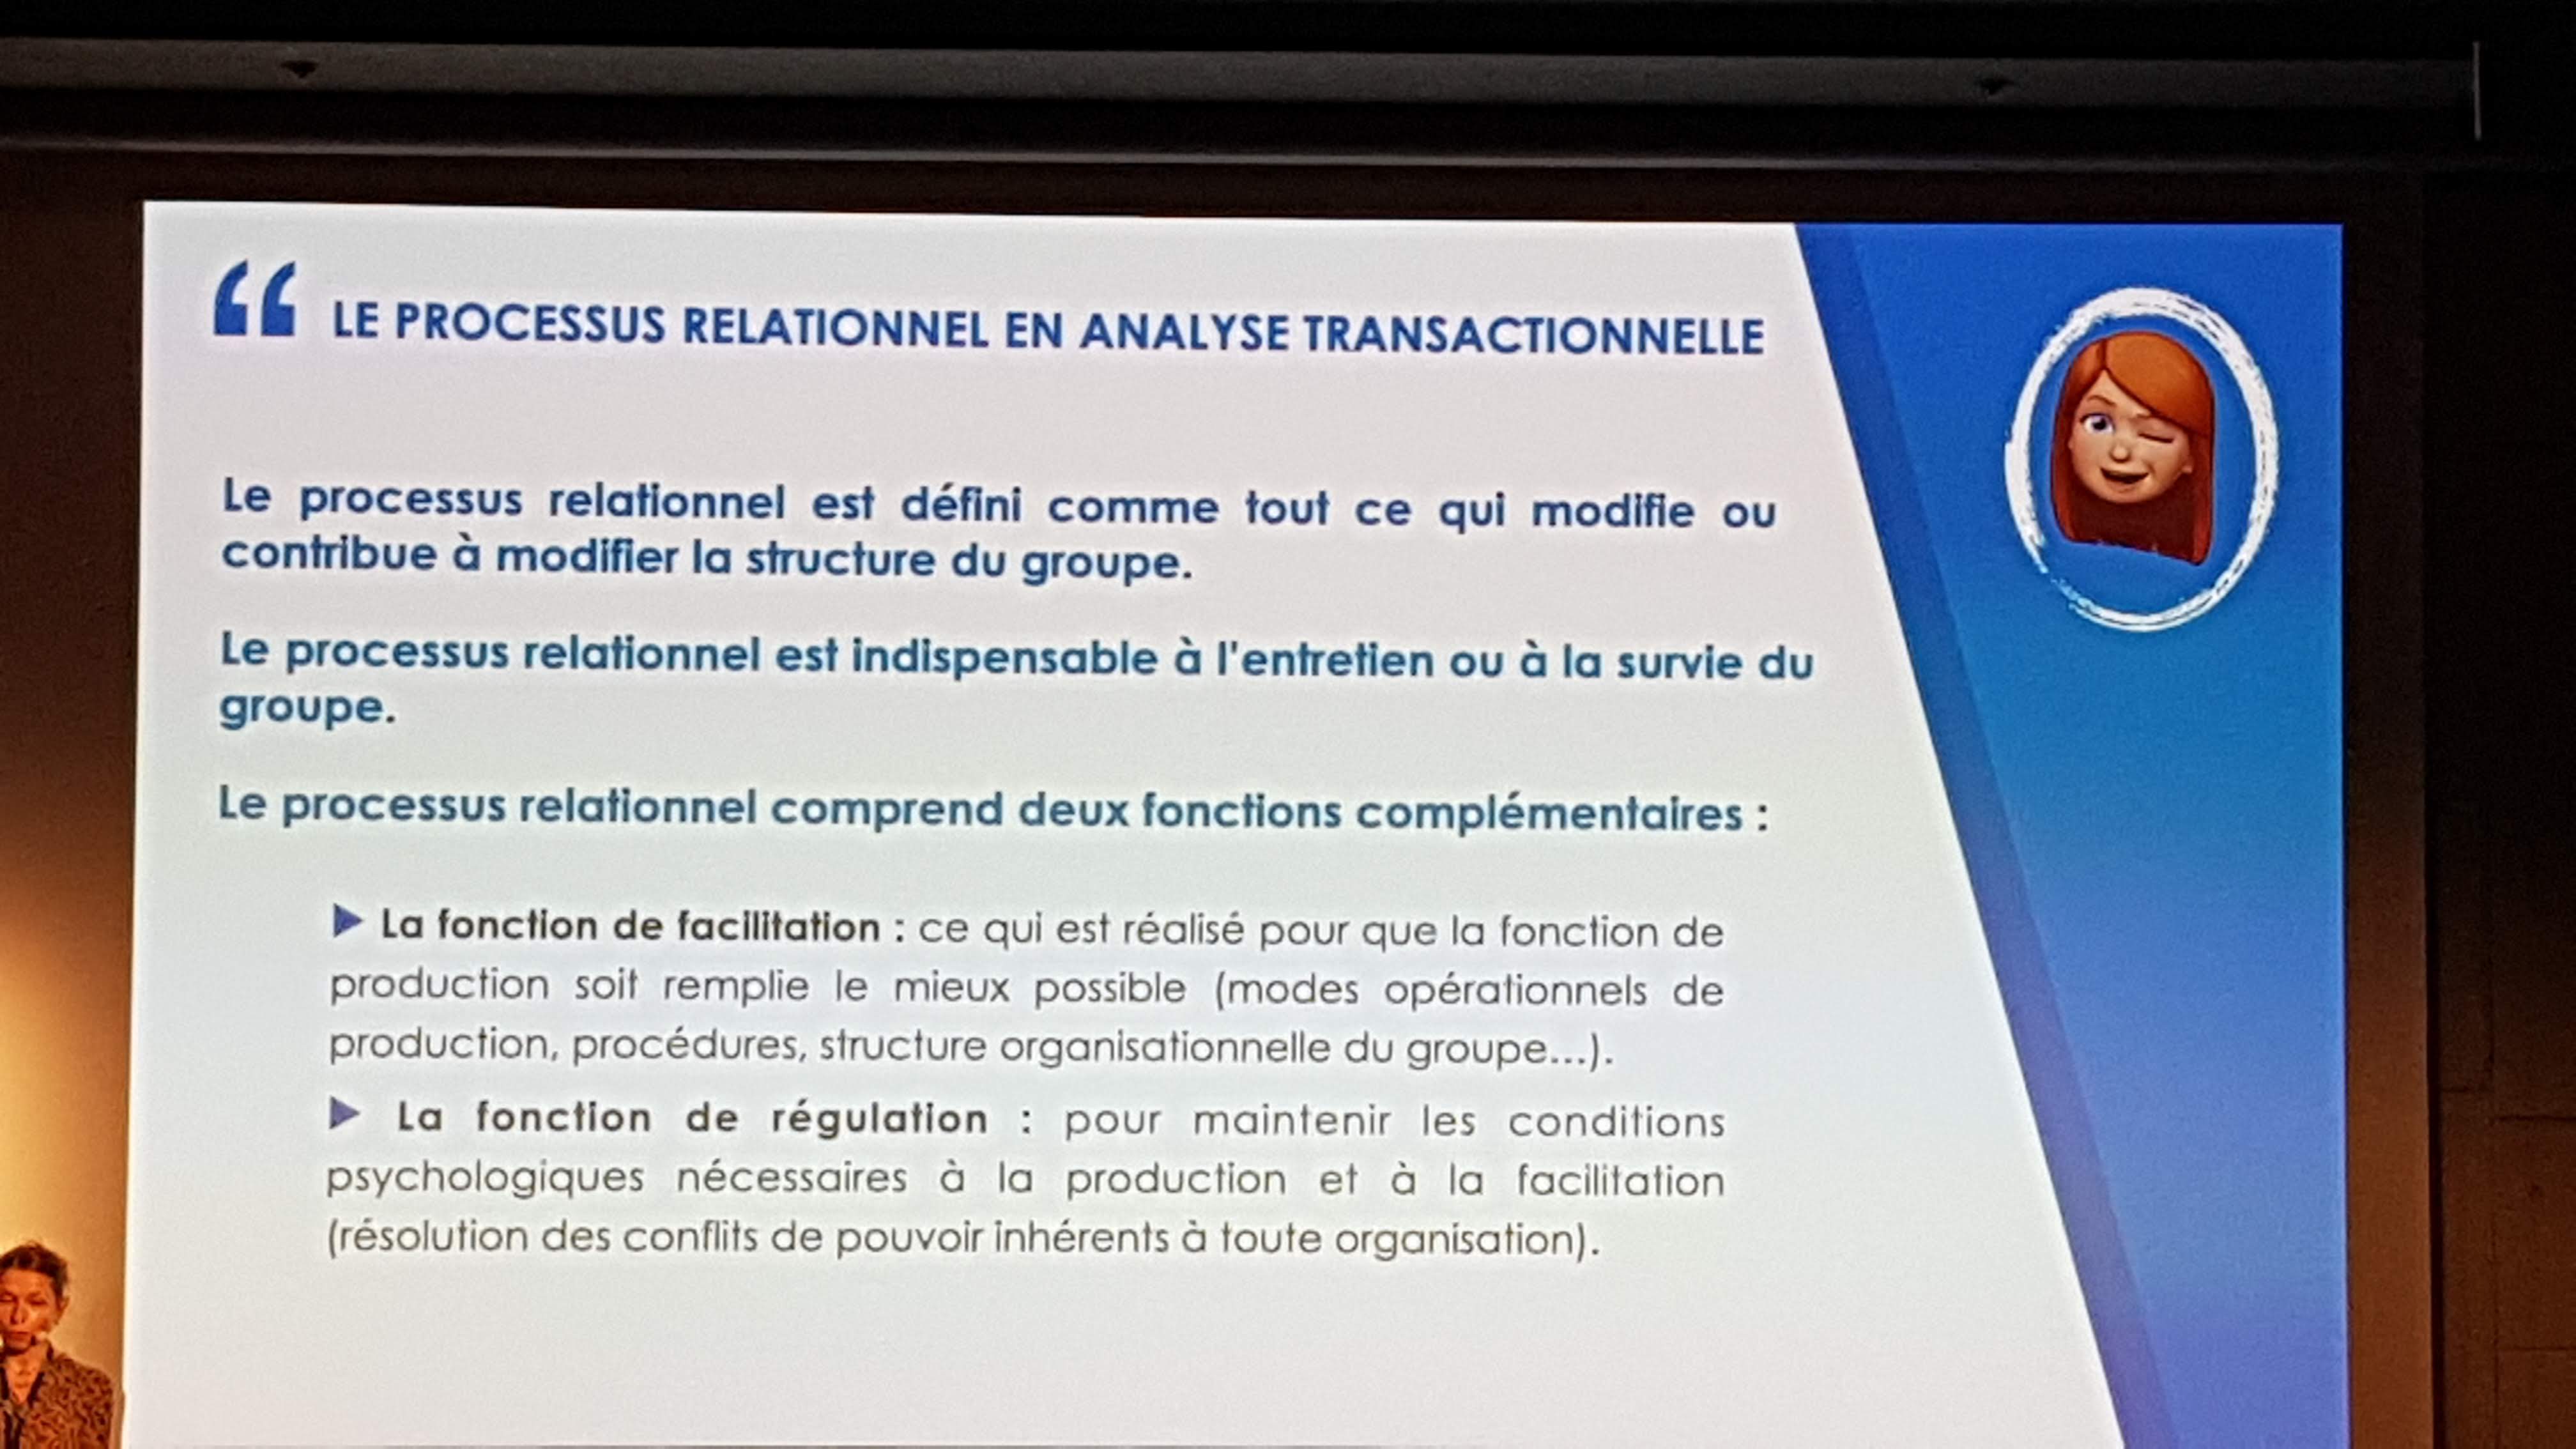 “ LE PROCESSUS RELATIONNEL EN ANALYSE TRANSACTIONNELLE
Le processus relationnel est défini comme tout ce qui modifie ou
contribue à modifier la structure du groupe.
Le processus relationnel est indispensable à l'entretien ou à la survie du
groupe.
Le processus relationnel comprend deux fonctions complémentaires :
▶ La fonction de facilitation : ce qui est réalisé pour que la fonction de
production soit remplie le mieux possible (modes opérationnels de
production, procédures, structure organisationnelle du groupe...).
▶ La fonction de régulation : pour maintenir les conditions
psychologiques nécessaires à la production et à la facilitation
(résolution des conflits de pouvoir inhérents à toute organisation).